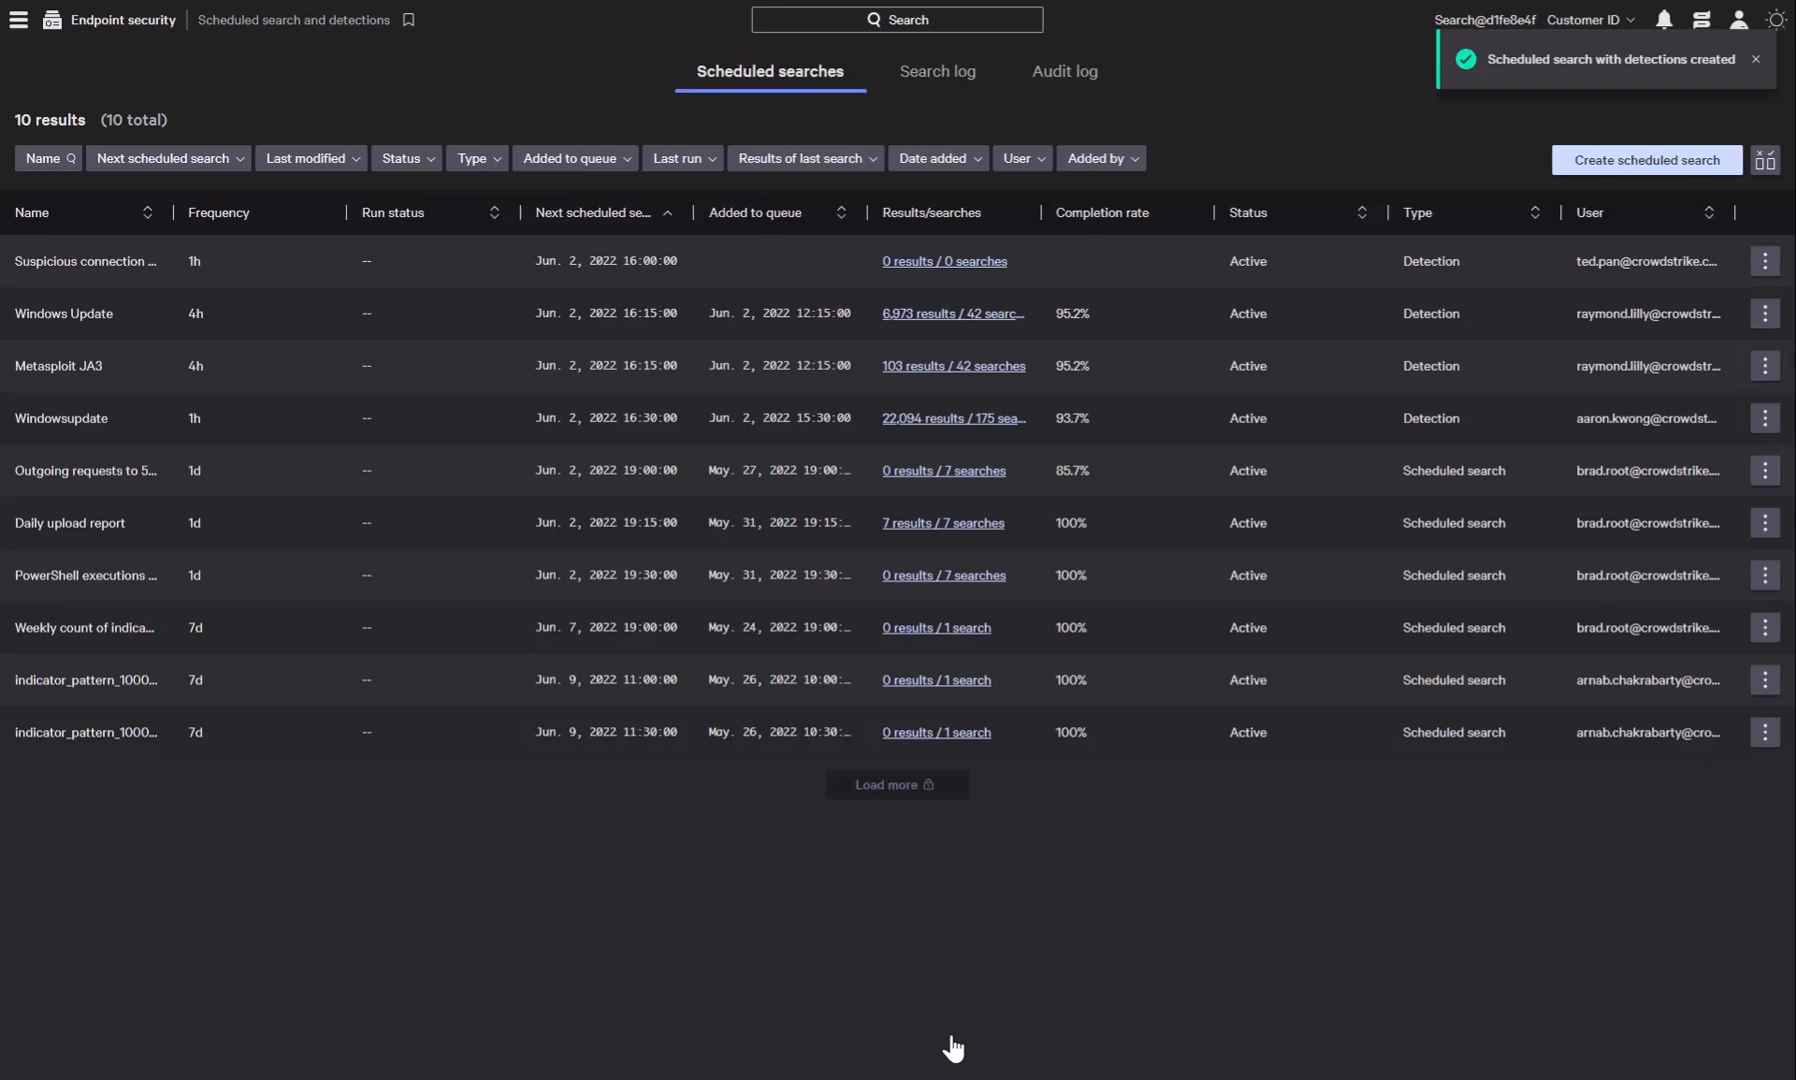 Endpoint security Scheduled search and detections Search Search@d1fe8e4f Customer ID
Scheduled search with detections created
Scheduled searches Search log Audit log
10 results (10 total)
Name Next scheduled search Last modified Status Type Added to queue Last run Results of last search Date added User Added by Create scheduled search
Name Frequency Run status Next scheduled se... Added to queue Results/searches Completion rate Status Type User
Suspicious connection ... 1h -- Jun. 2, 2022 16:00:00 0 results / 0 searches Active Detection ted.pan@crowdstrike.c...
Windows Update 4h -- Jun. 2, 2022 16:15:00 Jun. 2, 2022 12:15:00 6,973 results / 42 searc... 95.2% Active Detection raymond.lilly@crowdstr...
Metasploit JA3 4h -- Jun. 2, 2022 16:15:00 Jun. 2, 2022 12:15:00 103 results / 42 searches 95.2% Active Detection raymond.lilly@crowdstr...
Windowsupdate 1h -- Jun. 2, 2022 16:30:00 Jun. 2, 2022 15:30:00 22,094 results / 175 sea... 93.7% Active Detection aaron.kwong@crowdst...
Outgoing requests to 5... 1d -- Jun. 2, 2022 19:00:00 May. 27, 2022 19:00:… 0 results / 7 searches 85.7% Active Scheduled search brad.root@crowdstrike....
Daily upload report 1d -- Jun. 2, 2022 19:15:00 May. 31, 2022 19:15:… 7 results / 7 searches 100% Active Scheduled search brad.root@crowdstrike....
PowerShell executions ... 1d -- Jun. 2, 2022 19:30:00 May. 31, 2022 19:30:… 0 results / 7 searches 100% Active Scheduled search brad.root@crowdstrike....
Weekly count of indica... 7d -- Jun. 7, 2022 19:00:00 May. 24, 2022 19:00:… 0 results / 1 search 100% Active Scheduled search brad.root@crowdstrike....
indicator_pattern_1000... 7d -- Jun. 9, 2022 11:00:00 May. 26, 2022 10:00:… 0 results / 1 search 100% Active Scheduled search arnab.chakrabarty@cro...
indicator_pattern_1000... 7d -- Jun. 9, 2022 11:30:00 May. 26, 2022 10:30:… 0 results / 1 search 100% Active Scheduled search arnab.chakrabarty@cro...
Load more